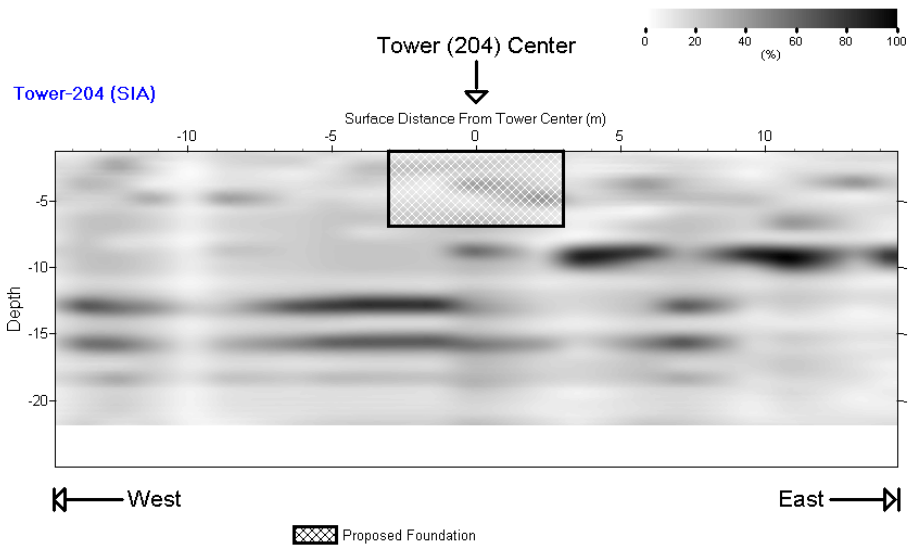 0 20 40 60 80 100
(%)
Tower (204) Center
Tower-204 (SIA)
Surface Distance From Tower Center (m)
-10 -5 0 5 10
-5
-10
-15
-20
Depth
West East
Proposed Foundation